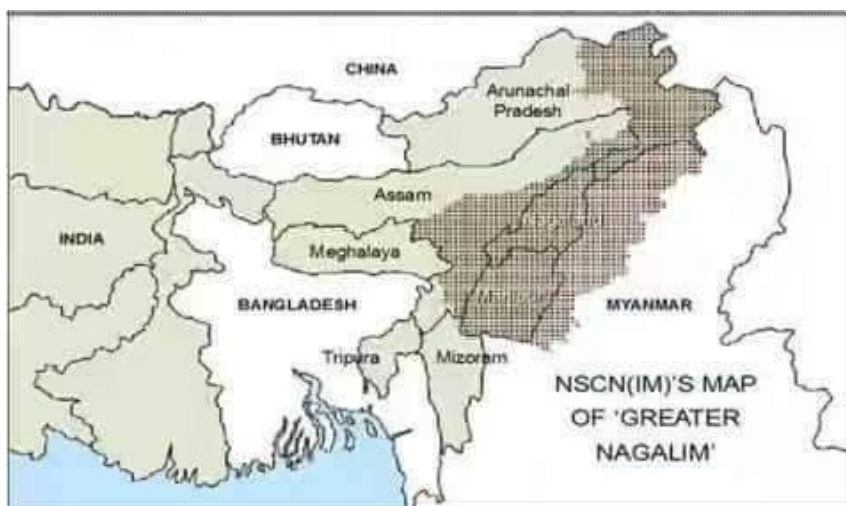 CHINA
Arunachal
Pradesh
BHUTAN
Assam
INDIA
Meghalaya
BANGLADESH
MYANMAR
Tripura
Mizoram
NSCN(IM)'S MAP
OF 'GREATER
NAGALIM'